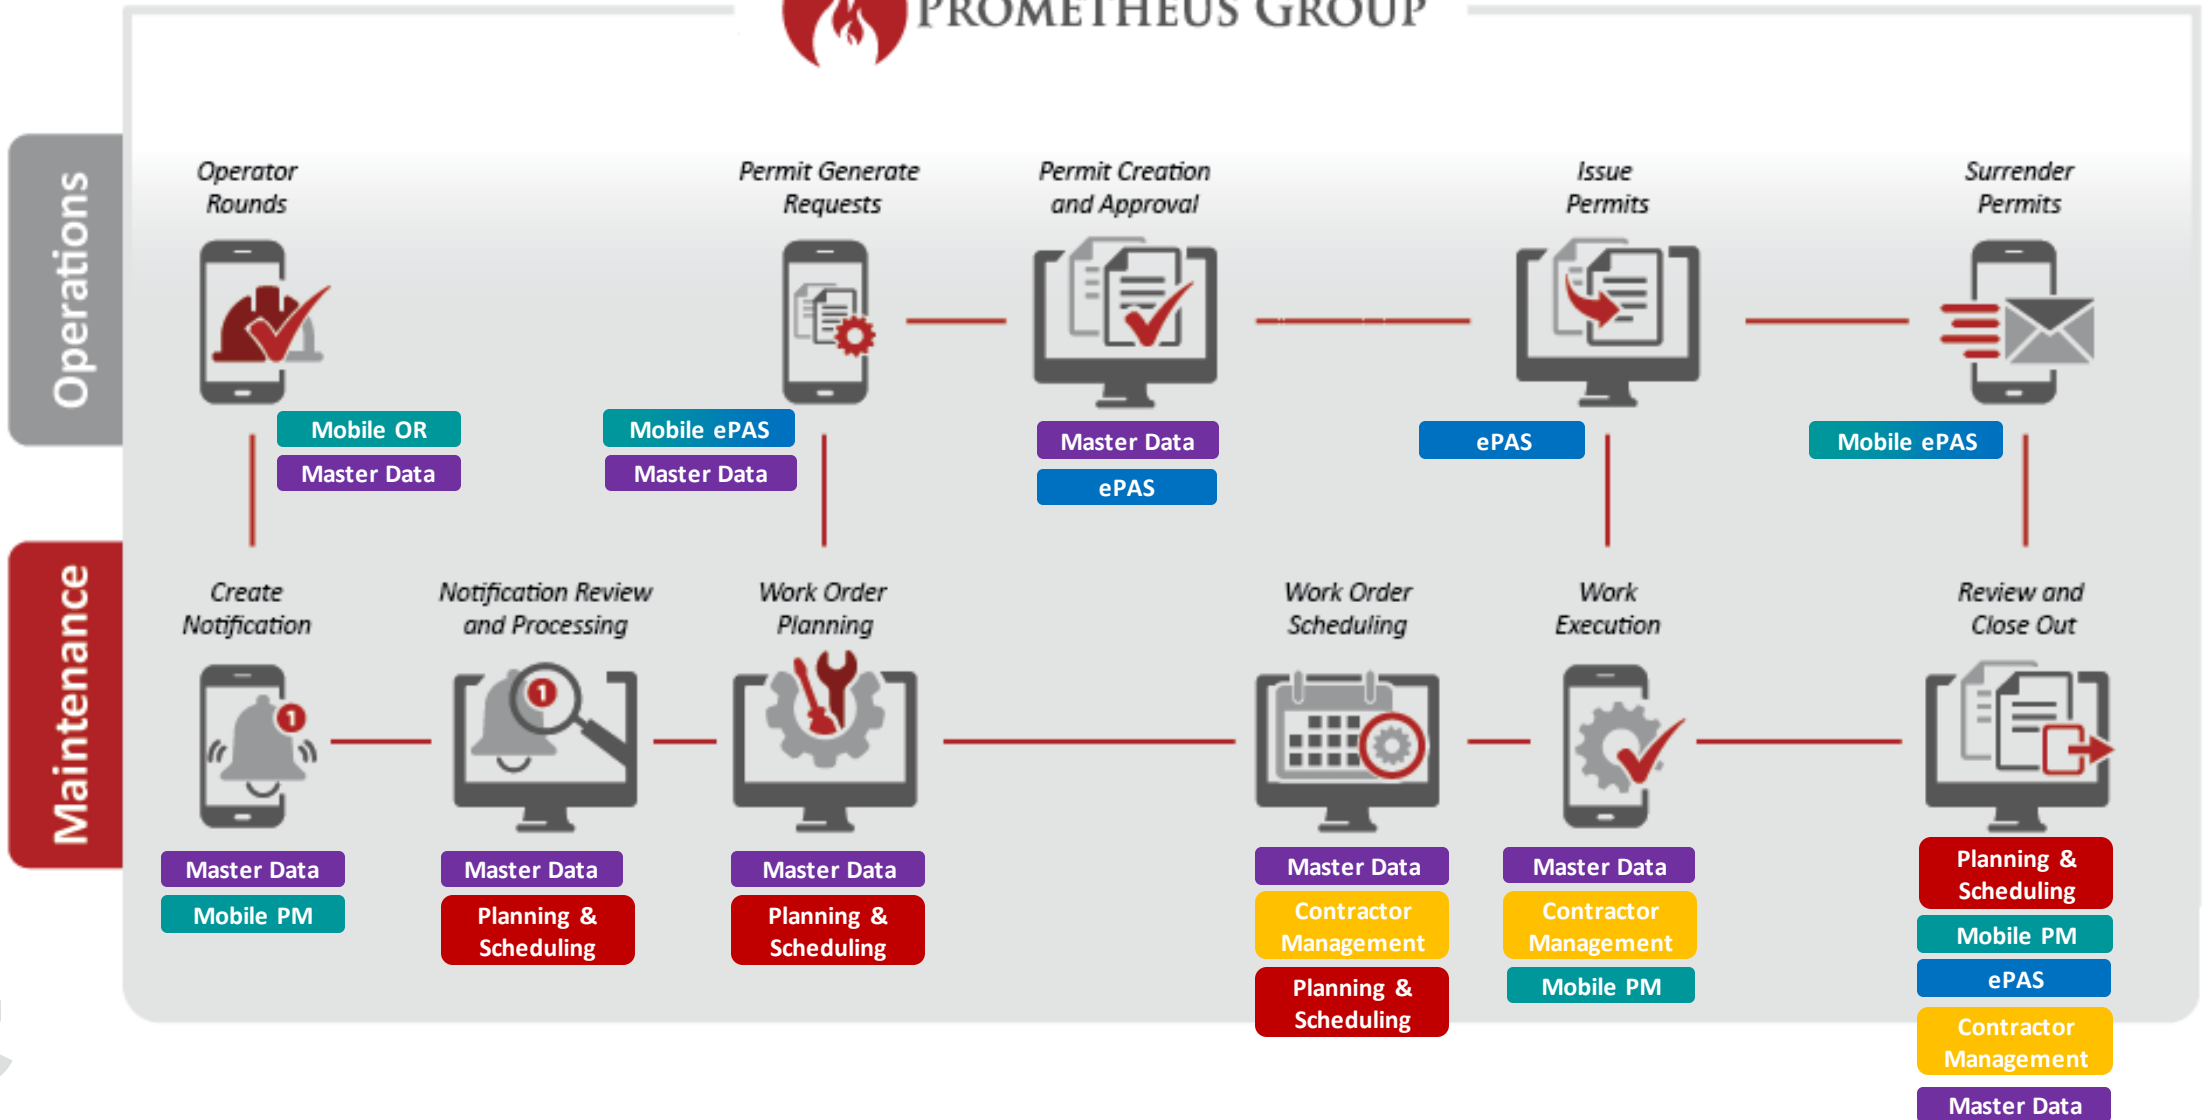 PROMETHEUS GROUP
Operations
Operator
Rounds
Permit Generate
Requests
Permit Creation
and Approval
Issue
Permits
Surrender
Permits
Mobile OR
Master Data
Mobile ePAS
Master Data
Master Data
ePAS
ePAS
Mobile ePAS
Maintenance
Create
Notification
Notification Review
and Processing
Work Order
Planning
Work Order
Scheduling
Work
Execution
Review and
Close Out
1
1
Master Data
Mobile PM
Master Data
Planning &
Scheduling
Master Data
Planning &
Scheduling
Master Data
Contractor
Management
Planning &
Scheduling
Master Data
Contractor
Management
Mobile PM
Planning &
Scheduling
Mobile PM
ePAS
Contractor
Management
Master Data